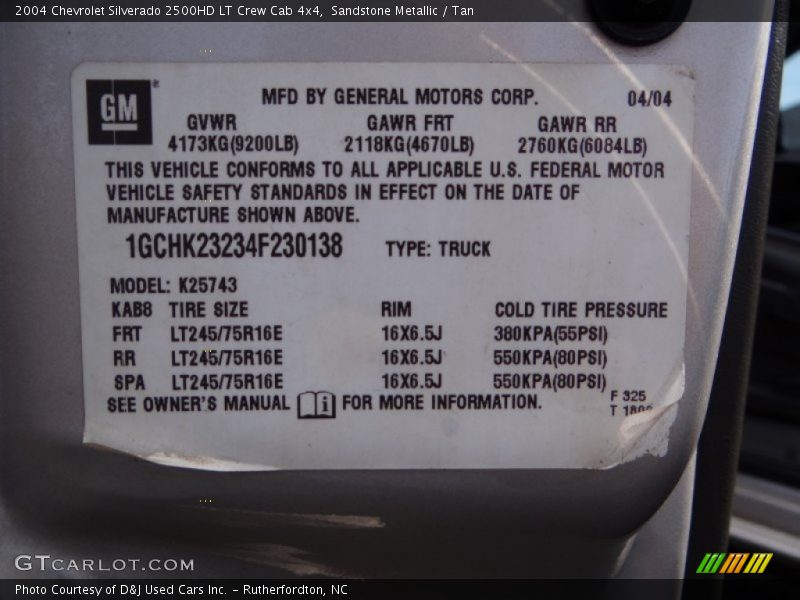 2004 Chevrolet Silverado 2500HD LT Crew Cab 4x4, Sandstone Metallic / Tan
GM ®
MFD BY GENERAL MOTORS CORP. 04/04
GVWR GAWR FRT GAWR RR
4173KG(9200LB) 2118KG(4670LB) 2760KG(6084LB)
THIS VEHICLE CONFORMS TO ALL APPLICABLE U.S. FEDERAL MOTOR
VEHICLE SAFETY STANDARDS IN EFFECT ON THE DATE OF
MANUFACTURE SHOWN ABOVE.
1GCHK23234F230138 TYPE: TRUCK
MODEL: K25743
KAB8 TIRE SIZE RIM COLD TIRE PRESSURE
FRT LT245/75R16E 16X6.5J 380KPA(55PSI)
RR LT245/75R16E 16X6.5J 550KPA(80PSI)
SPA LT245/75R16E 16X6.5J 550KPA(80PSI)
SEE OWNER'S MANUAL i FOR MORE INFORMATION.
F 325
T
GTCARLOT.COM
Photo Courtesy of D&J Used Cars Inc. – Rutherfordton, NC